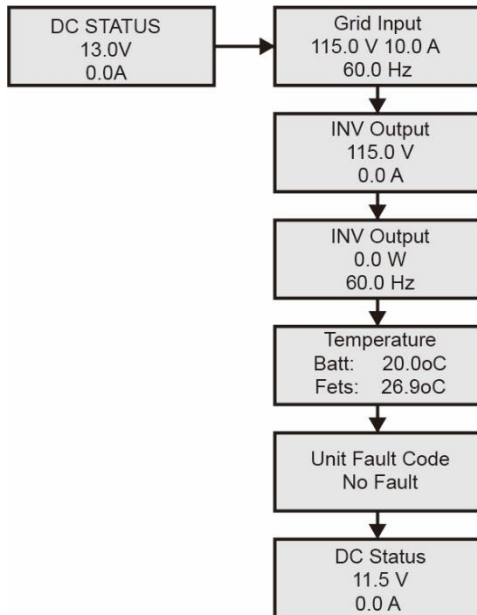 DC STATUS
13.0V
0.0A
Grid Input
115.0 V 10.0 A
60.0 Hz
INV Output
115.0 V
0.0 A
INV Output
0.0 W
60.0 Hz
Temperature
Batt: 20.0oC
Fets: 26.9oC
Unit Fault Code
No Fault
DC Status
11.5 V
0.0 A